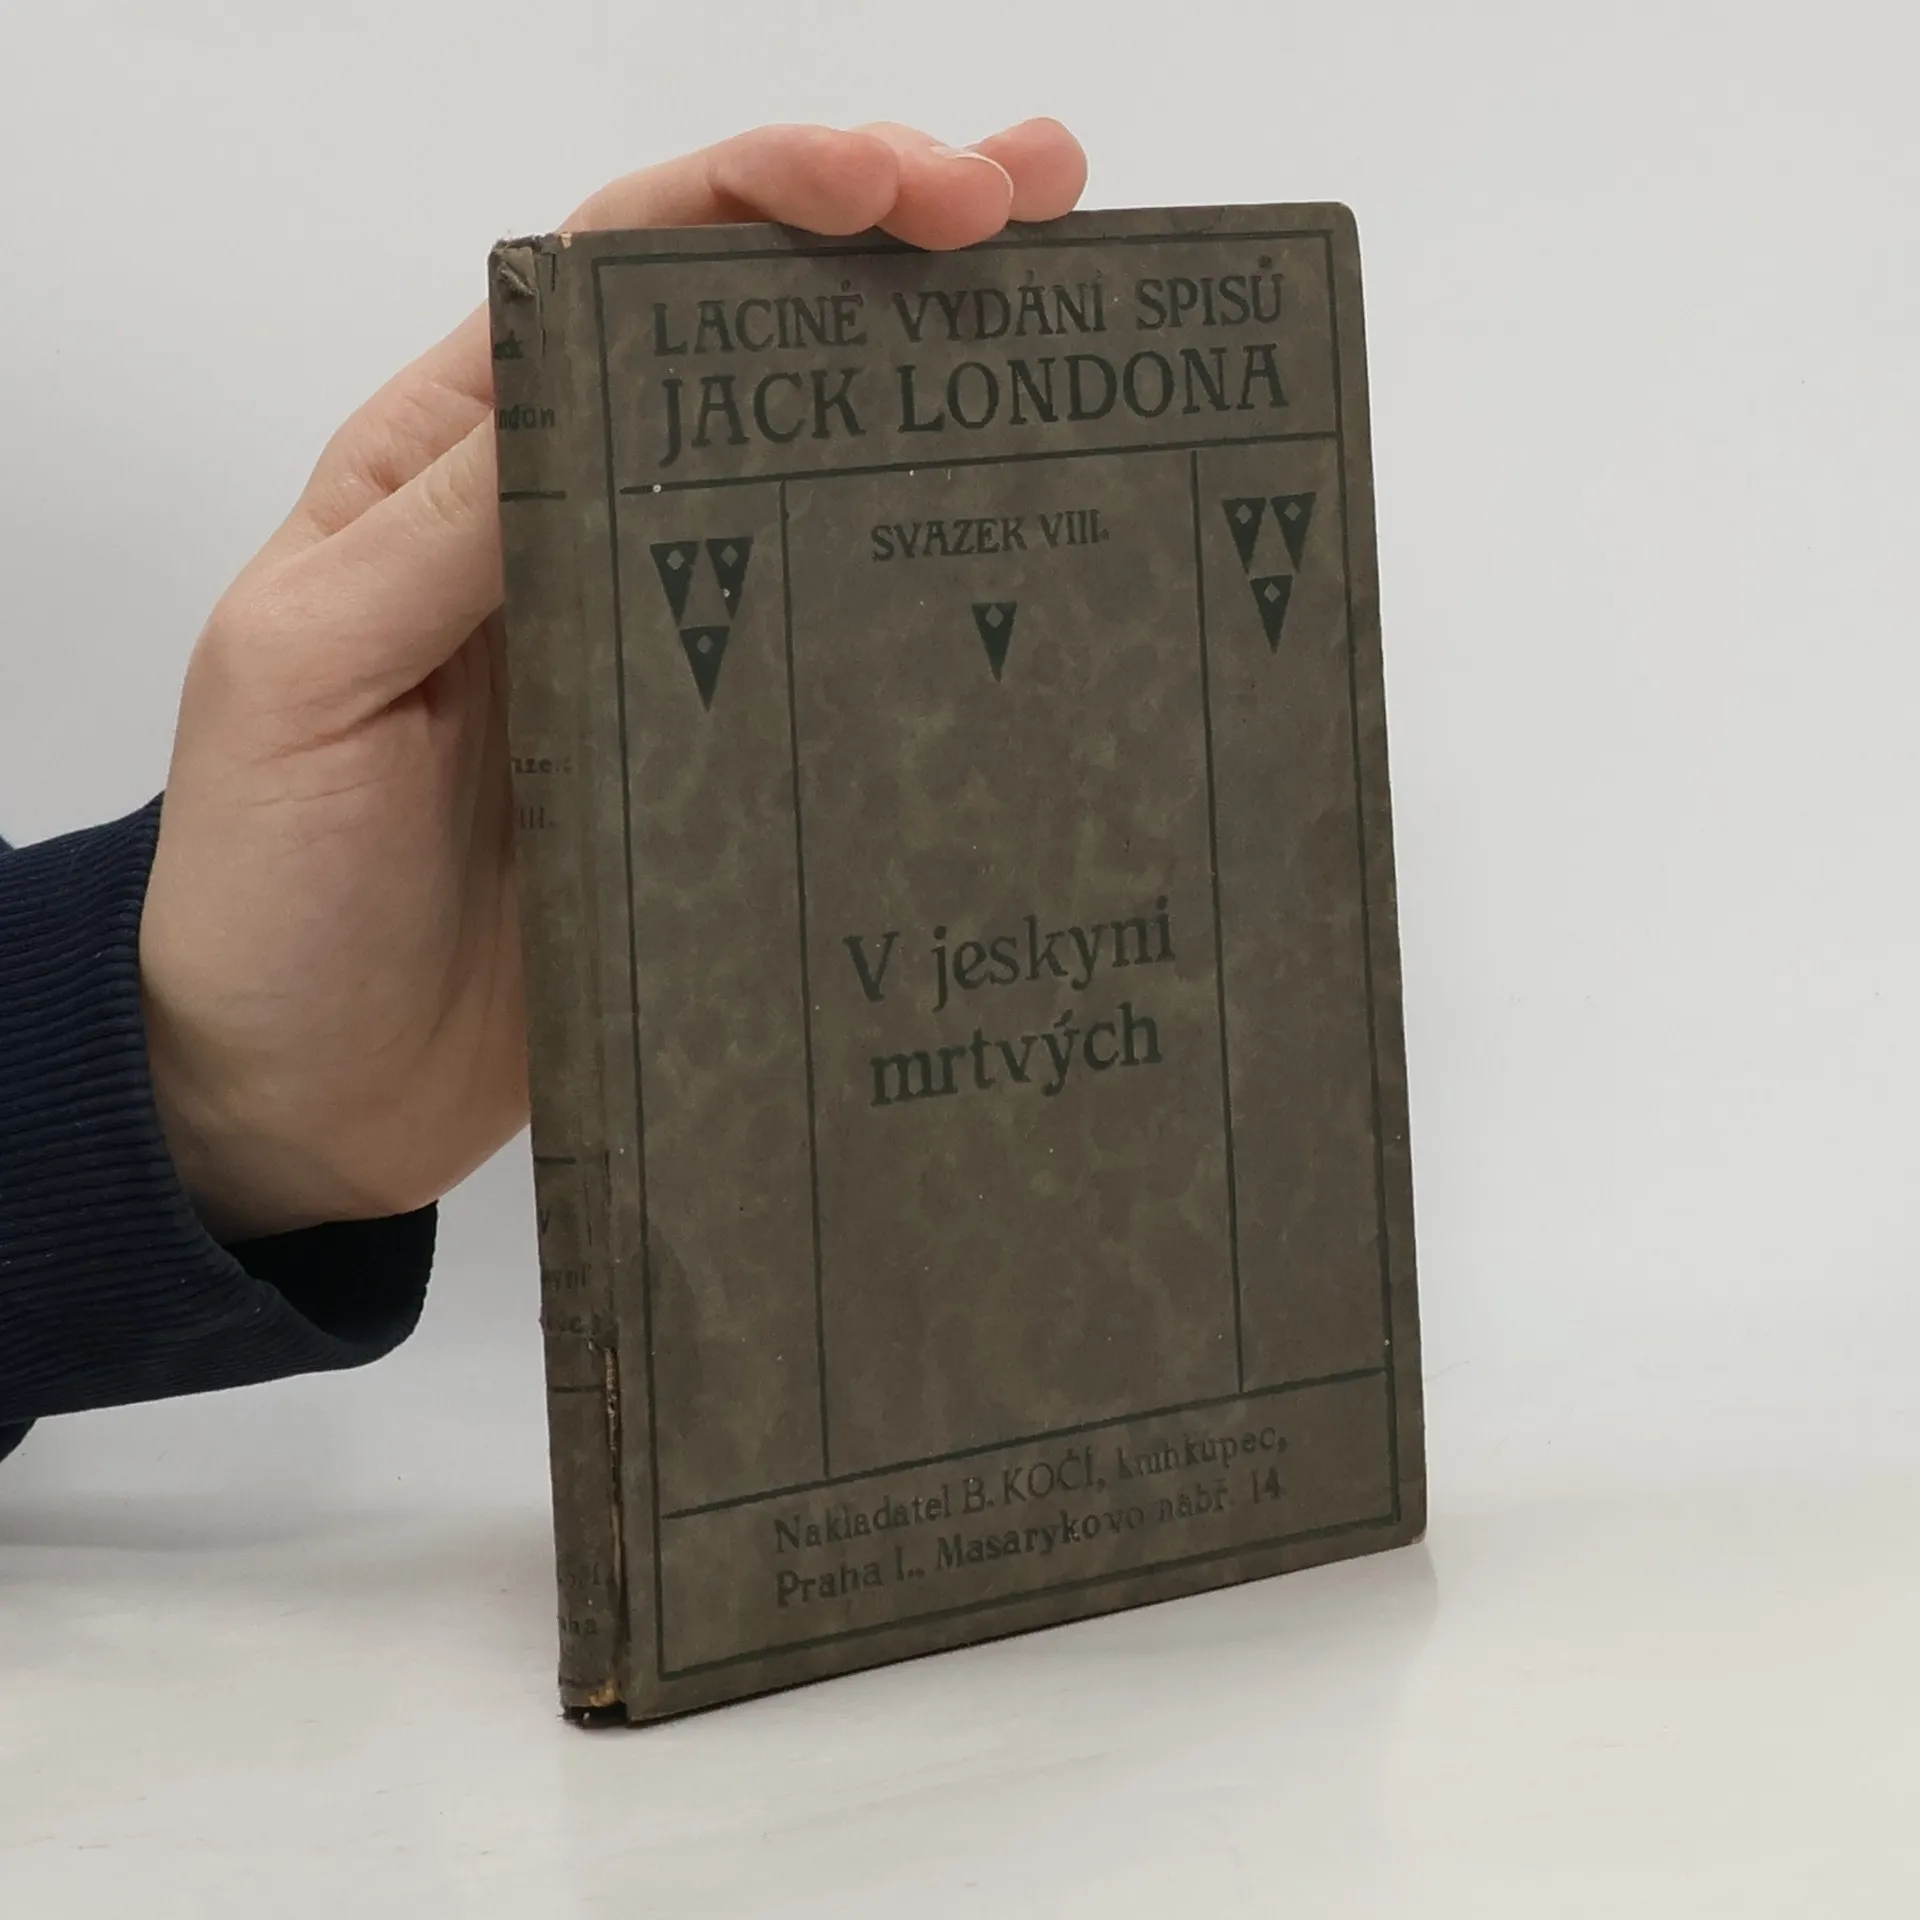 LACINÉ VYDÁNÍ SPISŮ
JACK LONDONA
SVAZEK VIII.
V jeskyni
mrtvých
Nakladatel B. KOČÍ, knihkupec,
Praha I., Masarykovo nábř. 14.